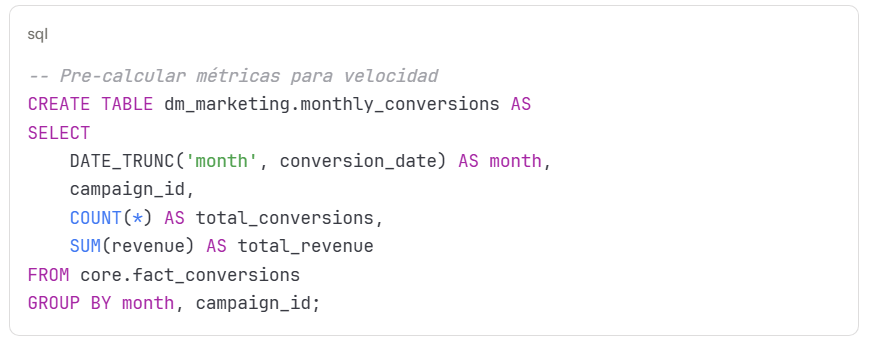 sql
-- Pre-calcular métricas para velocidad
CREATE TABLE dm_marketing.monthly_conversions AS
SELECT
    DATE_TRUNC('month', conversion_date) AS month,
    campaign_id,
    COUNT(*) AS total_conversions,
    SUM(revenue) AS total_revenue
FROM core.fact_conversions
GROUP BY month, campaign_id;